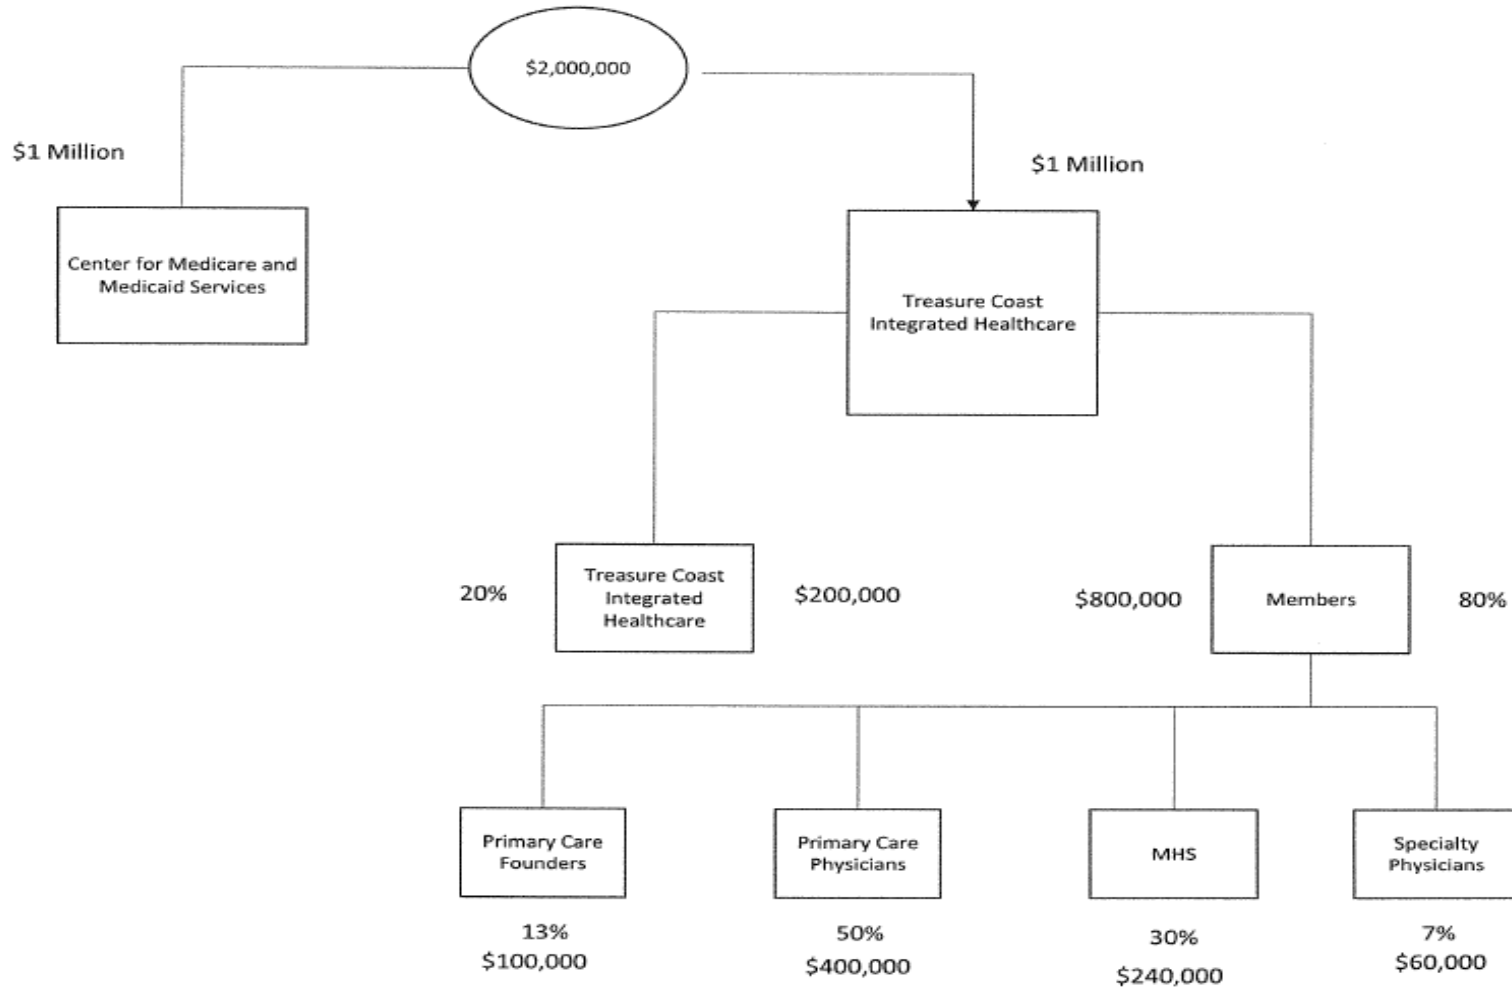 $2,000,000
$1 Million
$1 Million
Center for Medicare and
Medicaid Services
Treasure Coast
Integrated Healthcare
20%
Treasure Coast
Integrated
Healthcare
$200,000
$800,000
Members
80%
Primary Care
Founders
Primary Care
Physicians
MHS
Specialty
Physicians
13%
$100,000
50%
$400,000
30%
$240,000
7%
$60,000